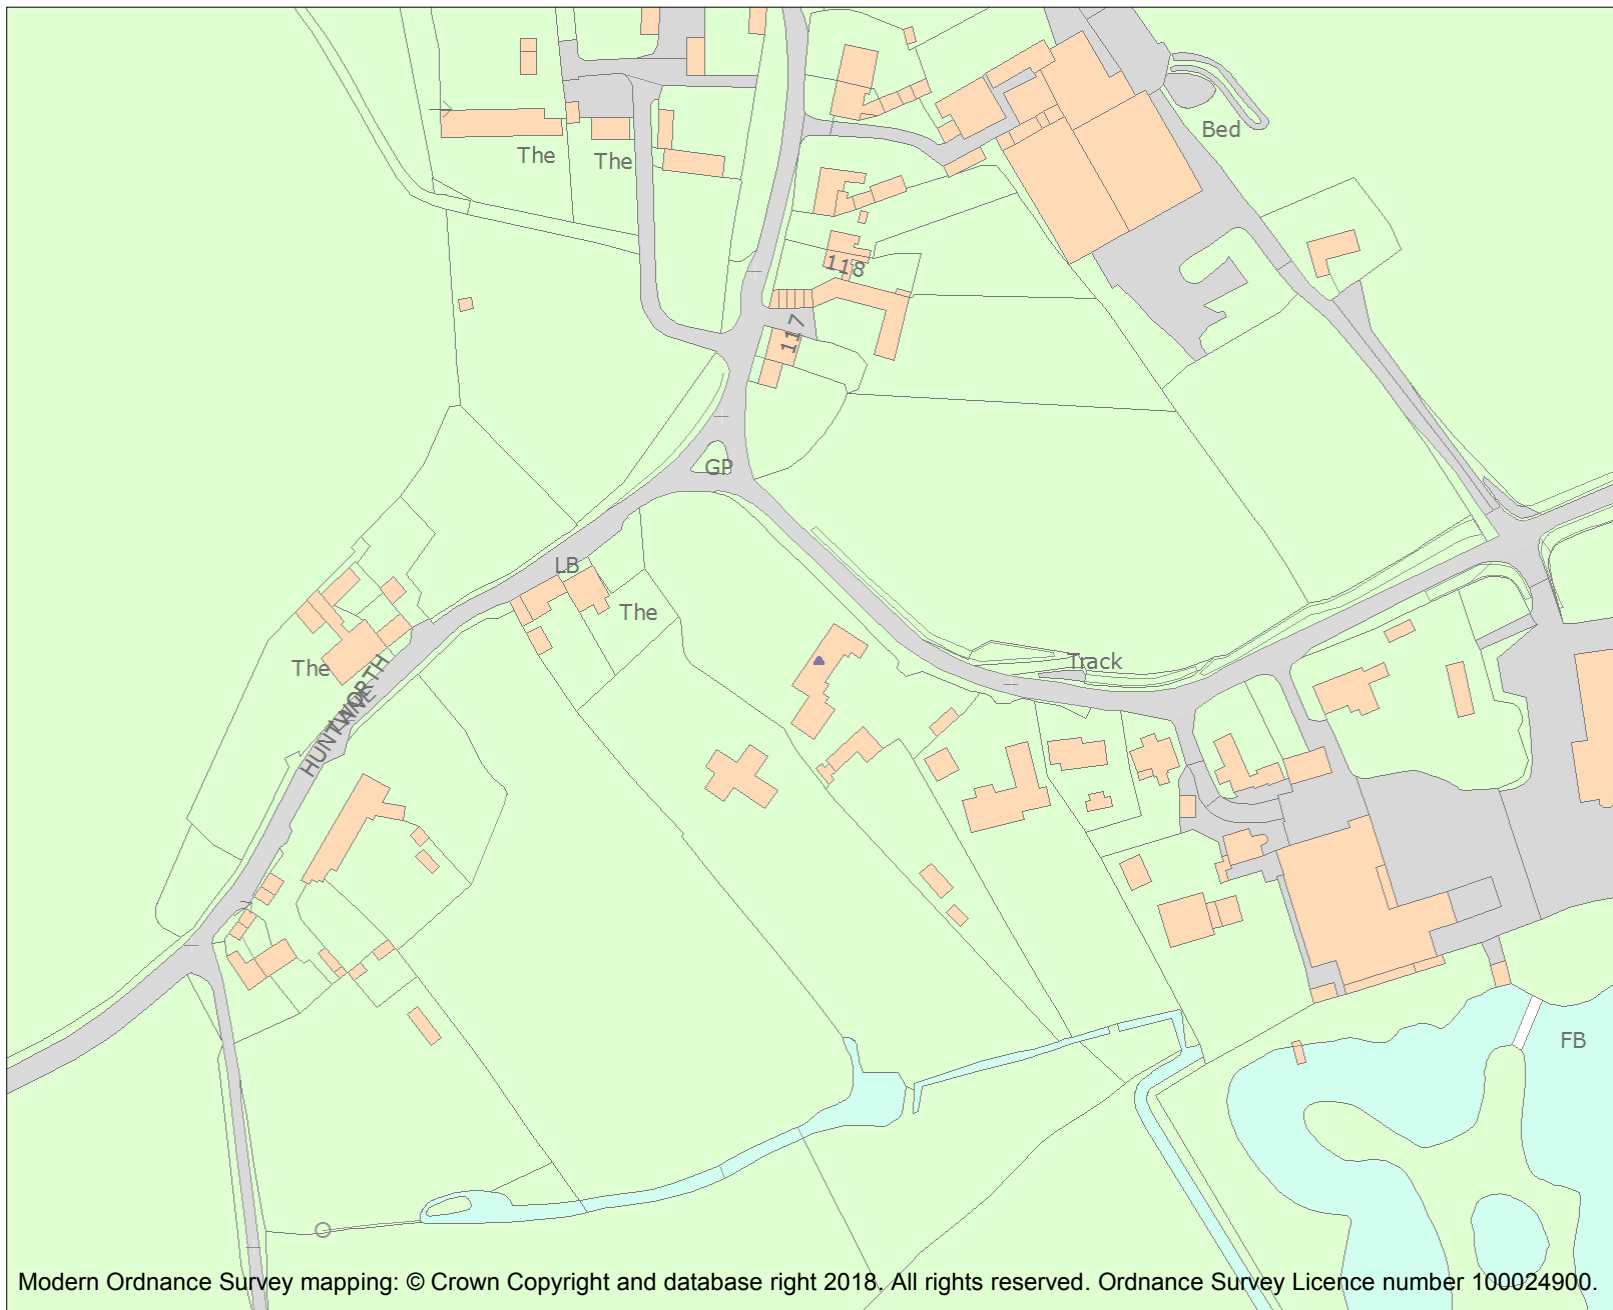 Bed
The
The
118
117
GP
LB
The
Track
The
HUNTWORTH
LANE
FB
Modern Ordnance Survey mapping: © Crown Copyright and database right 2018. All rights reserved. Ordnance Survey Licence number 100024900.